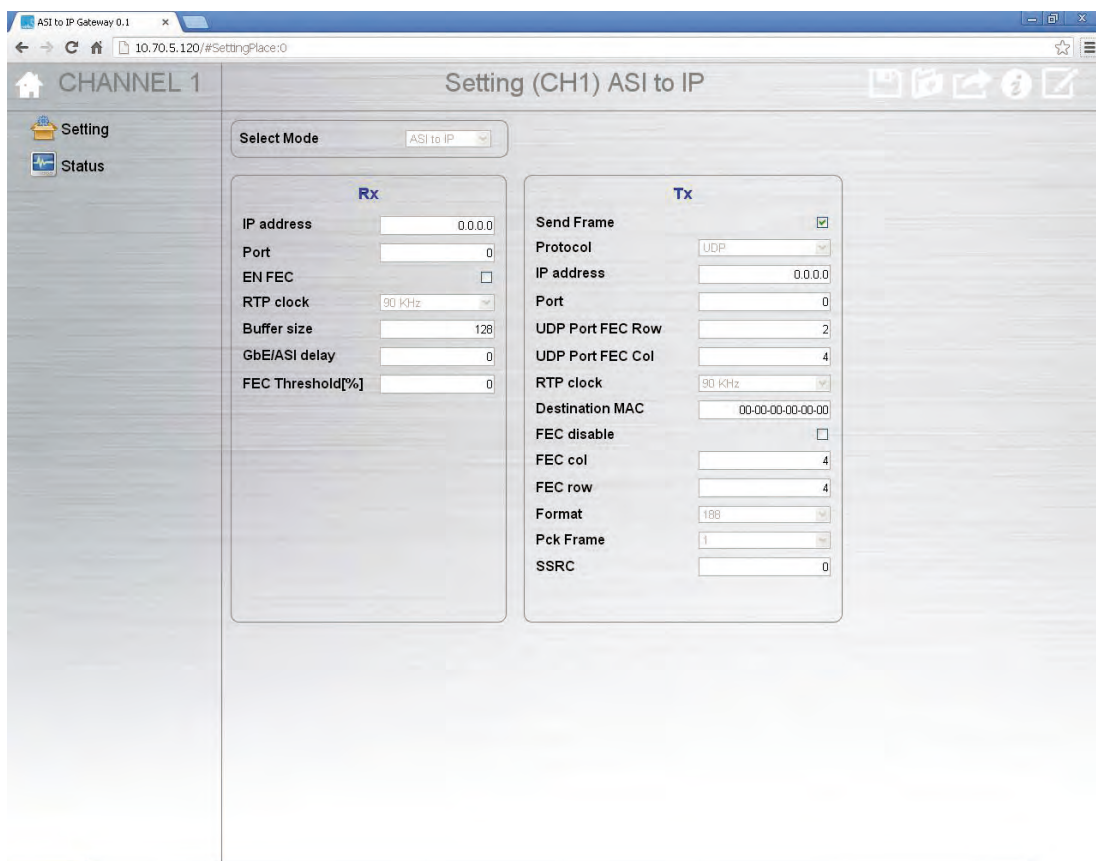 ASI to IP Gateway 0.1
10.70.5.120/#SettingPlace:0
CHANNEL 1
Setting (CH1) ASI to IP
Setting
Status
Select Mode ASI to IP
Rx
IP address 0.0.0.0
Port 0
EN FEC
RTP clock 90 KHz
Buffer size 128
GbE/ASI delay 0
FEC Threshold[%] 0
Tx
Send Frame
Protocol UDP
IP address 0.0.0.0
Port 0
UDP Port FEC Row 2
UDP Port FEC Col 4
RTP clock 90 KHz
Destination MAC 00-00-00-00-00-00
FEC disable
FEC col 4
FEC row 4
Format 188
Pck Frame 1
SSRC 0